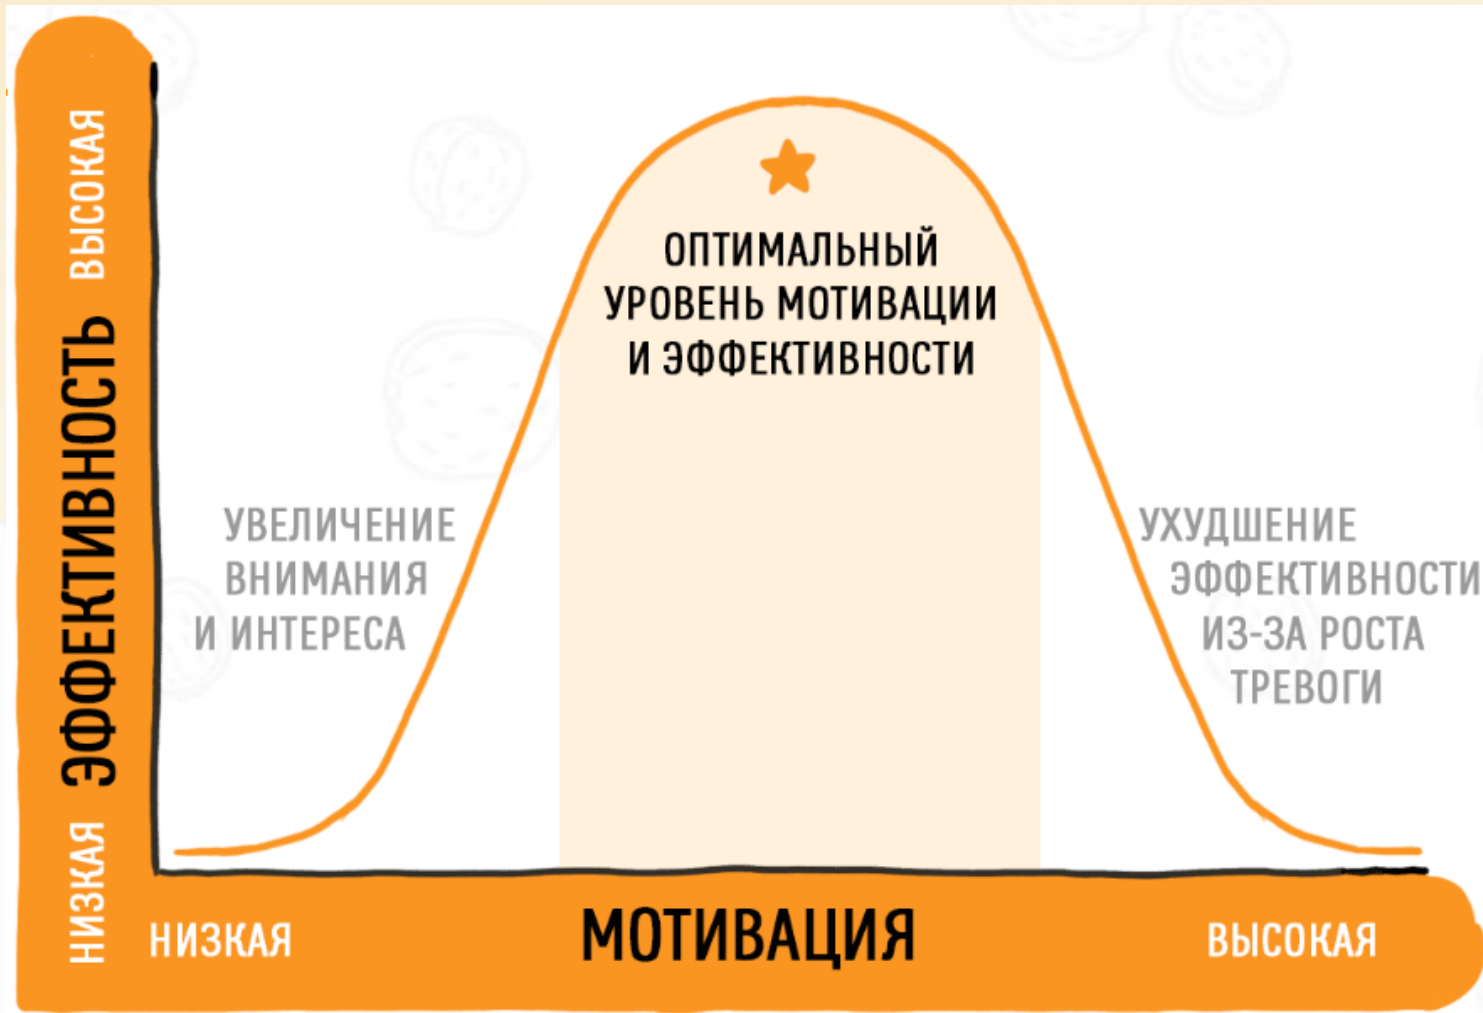 ВЫСОКАЯ
ЭФФЕКТИВНОСТЬ
НИЗКАЯ
ОПТИМАЛЬНЫЙ
УРОВЕНЬ МОТИВАЦИИ
И ЭФФЕКТИВНОСТИ
УВЕЛИЧЕНИЕ
ВНИМАНИЯ
И ИНТЕРЕСА
УХУДШЕНИЕ
ЭФФЕКТИВНОСТИ
ИЗ-ЗА РОСТА
ТРЕВОГИ
НИЗКАЯ
МОТИВАЦИЯ
ВЫСОКАЯ